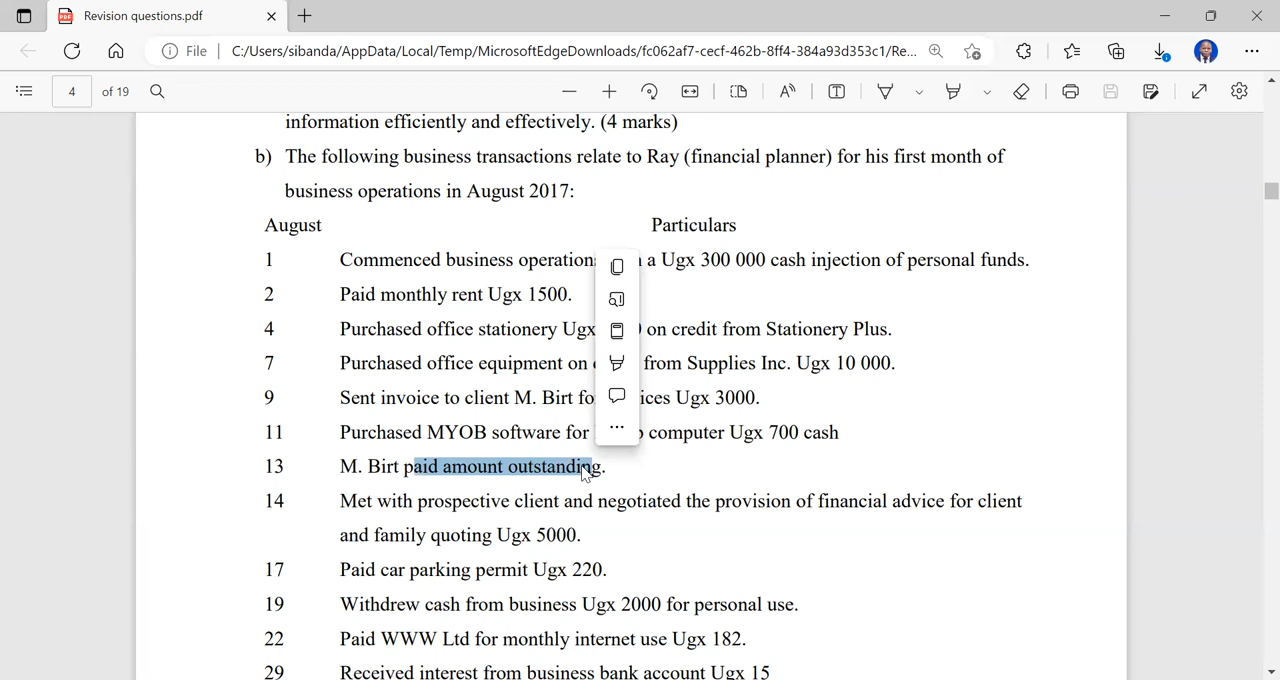 Revision questions.pdf
File | C:/Users/sibanda/AppData/Local/Temp/MicrosoftEdgeDownloads/fc062af7-cecf-462b-8ff4-384a93d353c1/Re...
4 of 19
information efficiently and effectively. (4 marks)
b) The following business transactions relate to Ray (financial planner) for his first month of
business operations in August 2017:
August Particulars
1 Commenced business operation a Ugx 300 000 cash injection of personal funds.
2 Paid monthly rent Ugx 1500.
4 Purchased office stationery Ugx on credit from Stationery Plus.
7 Purchased office equipment on from Supplies Inc. Ugx 10 000.
9 Sent invoice to client M. Birt Ugx 3000.
11 Purchased MYOB software for computer Ugx 700 cash
13 M. Birt paid amount outstanding.
14 Met with prospective client and negotiated the provision of financial advice for client
and family quoting Ugx 5000.
17 Paid car parking permit Ugx 220.
19 Withdrew cash from business Ugx 2000 for personal use.
22 Paid WWW Ltd for monthly internet use Ugx 182.
29 Received interest from business bank account Ugx 15